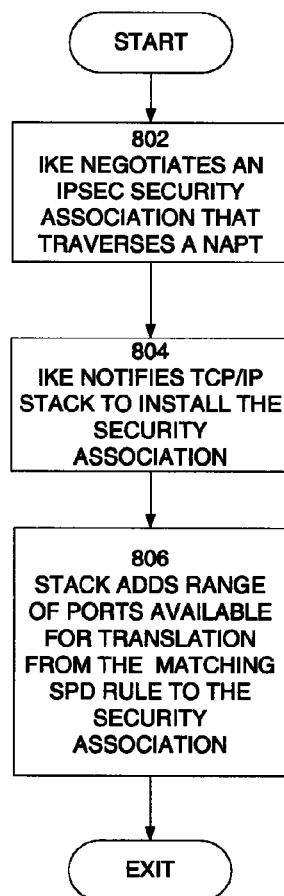 START
802
IKE NEGOTIATES AN
IPSEC SECURITY
ASSOCIATION THAT
TRAVERSES A NAPT
804
IKE NOTIFIES TCP/IP
STACK TO INSTALL THE
SECURITY
ASSOCIATION
806
STACK ADDS RANGE
OF PORTS AVAILABLE
FOR TRANSLATION
FROM THE MATCHING
SPD RULE TO THE
SECURITY
ASSOCIATION
EXIT